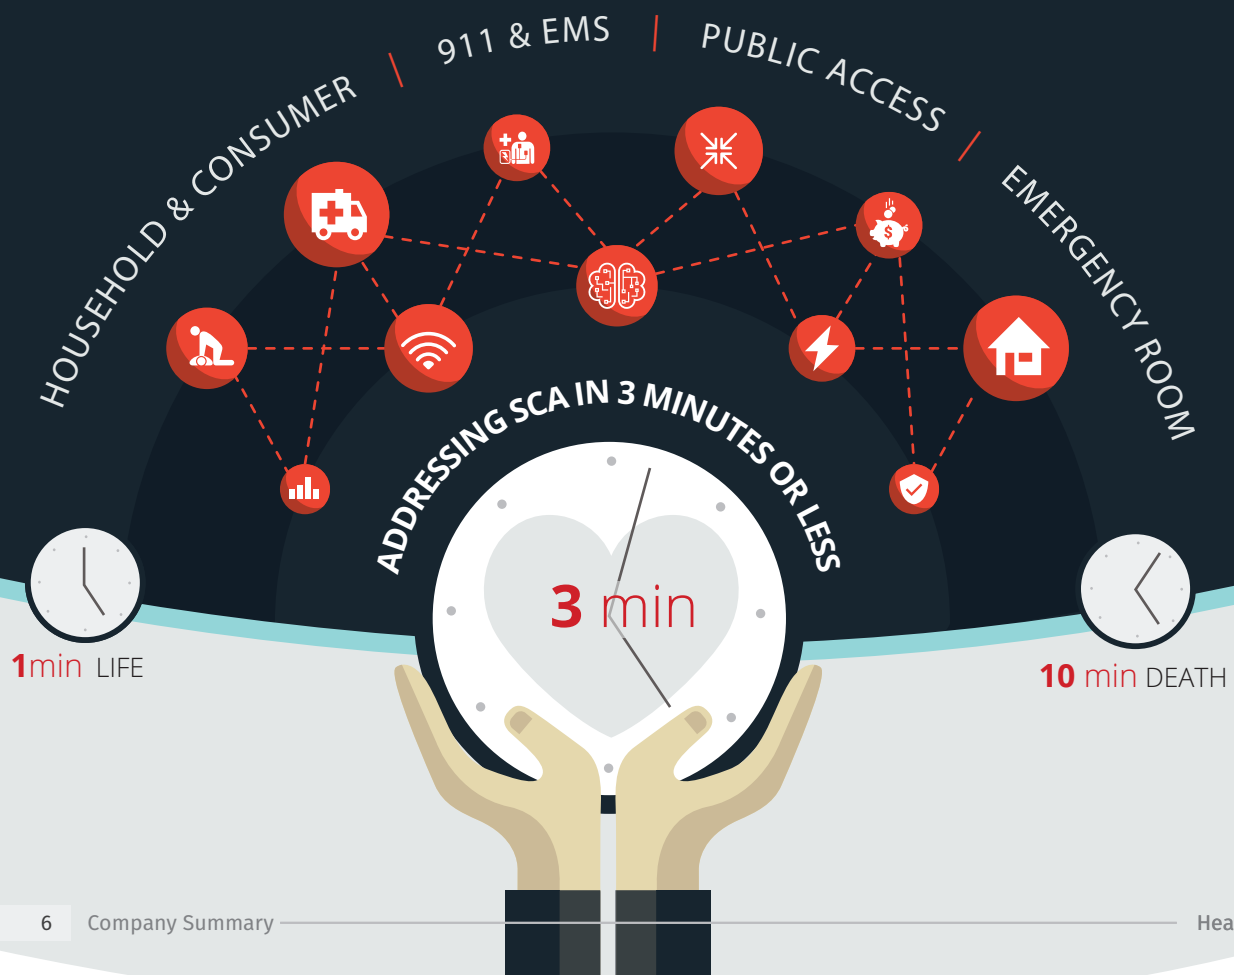 HOUSEHOLD & CONSUMER | 911 & EMS | PUBLIC ACCESS | EMERGENCY ROOM
$
ADDRESSING SCA IN 3 MINUTES OR LESS
3 min
1min LIFE
10 min DEATH
6 Company Summary Hea